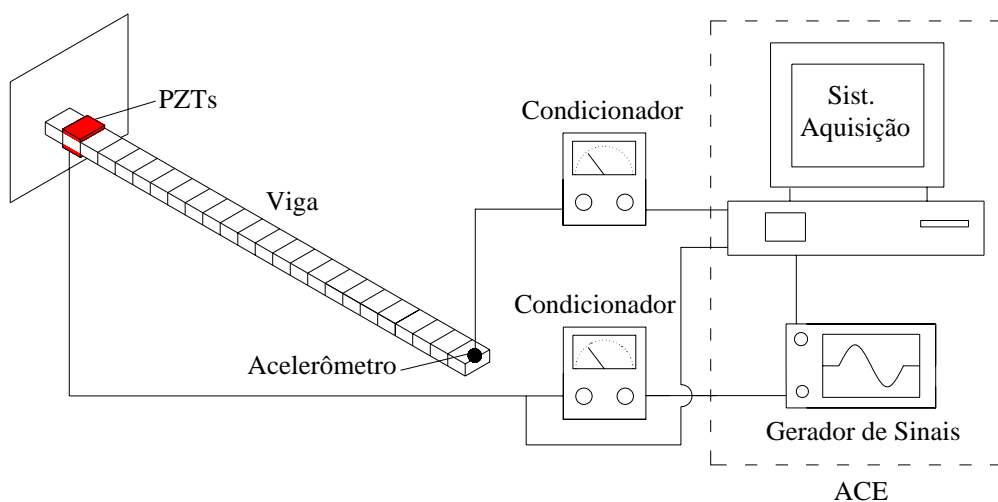 PZTs
Condicionador
Sist.
Aquisição
Viga
Condicionador
Acelerômetro
Gerador de Sinais
ACE